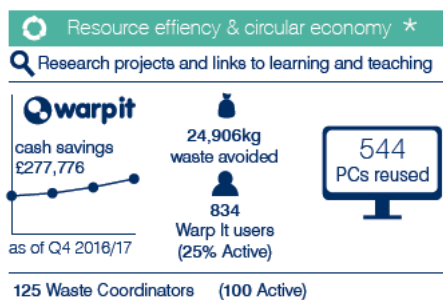 Resource effiency & circular economy *
Research projects and links to learning and teaching
warpit
cash savings
£277,776
as of Q4 2016/17
24,906kg
waste avoided
834
Warp It users
(25% Active)
544
PCs reused
125 Waste Coordinators (100 Active)